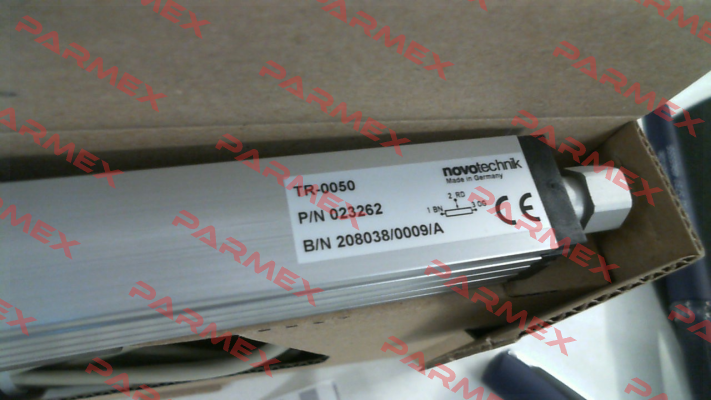 TR-0050
novotechnik
Made in Germany
P/N 023262
2 RD
1 BN
3 OG
CE
B/N 208038/0009/A
PARMEX